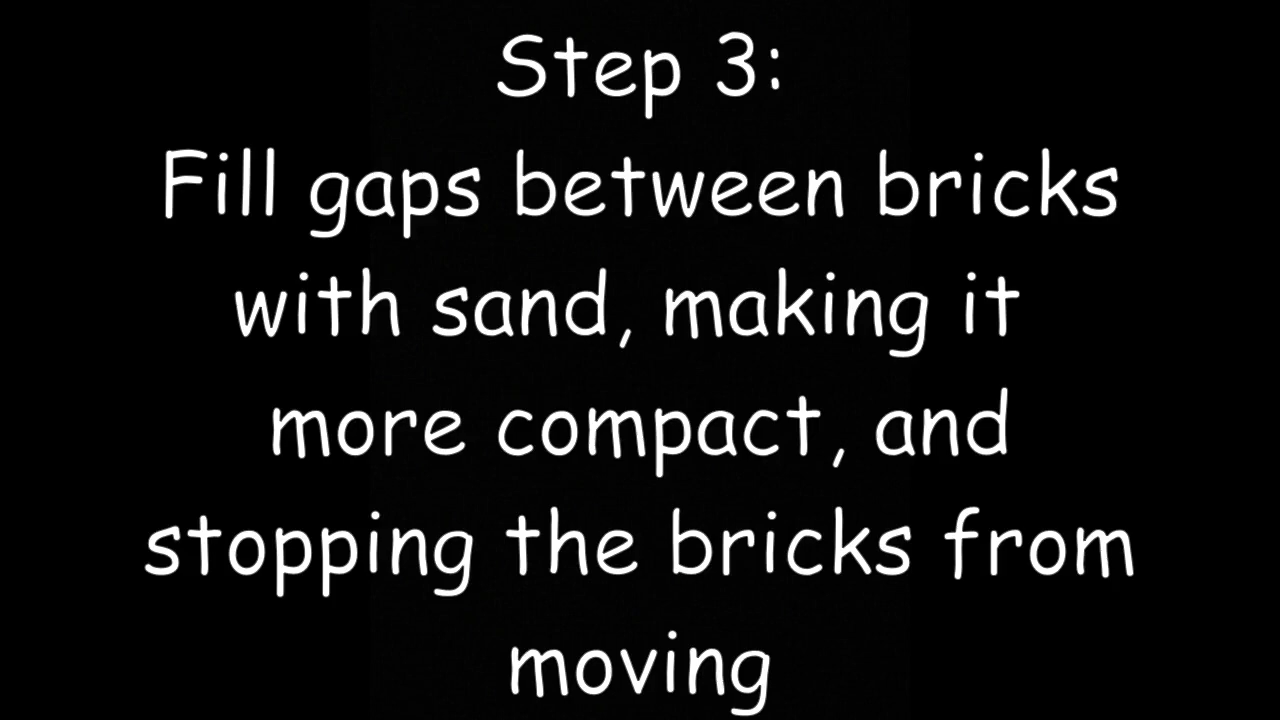 Step 3:
Fill gaps between bricks
with sand, making it
more compact, and
stopping the bricks from
moving